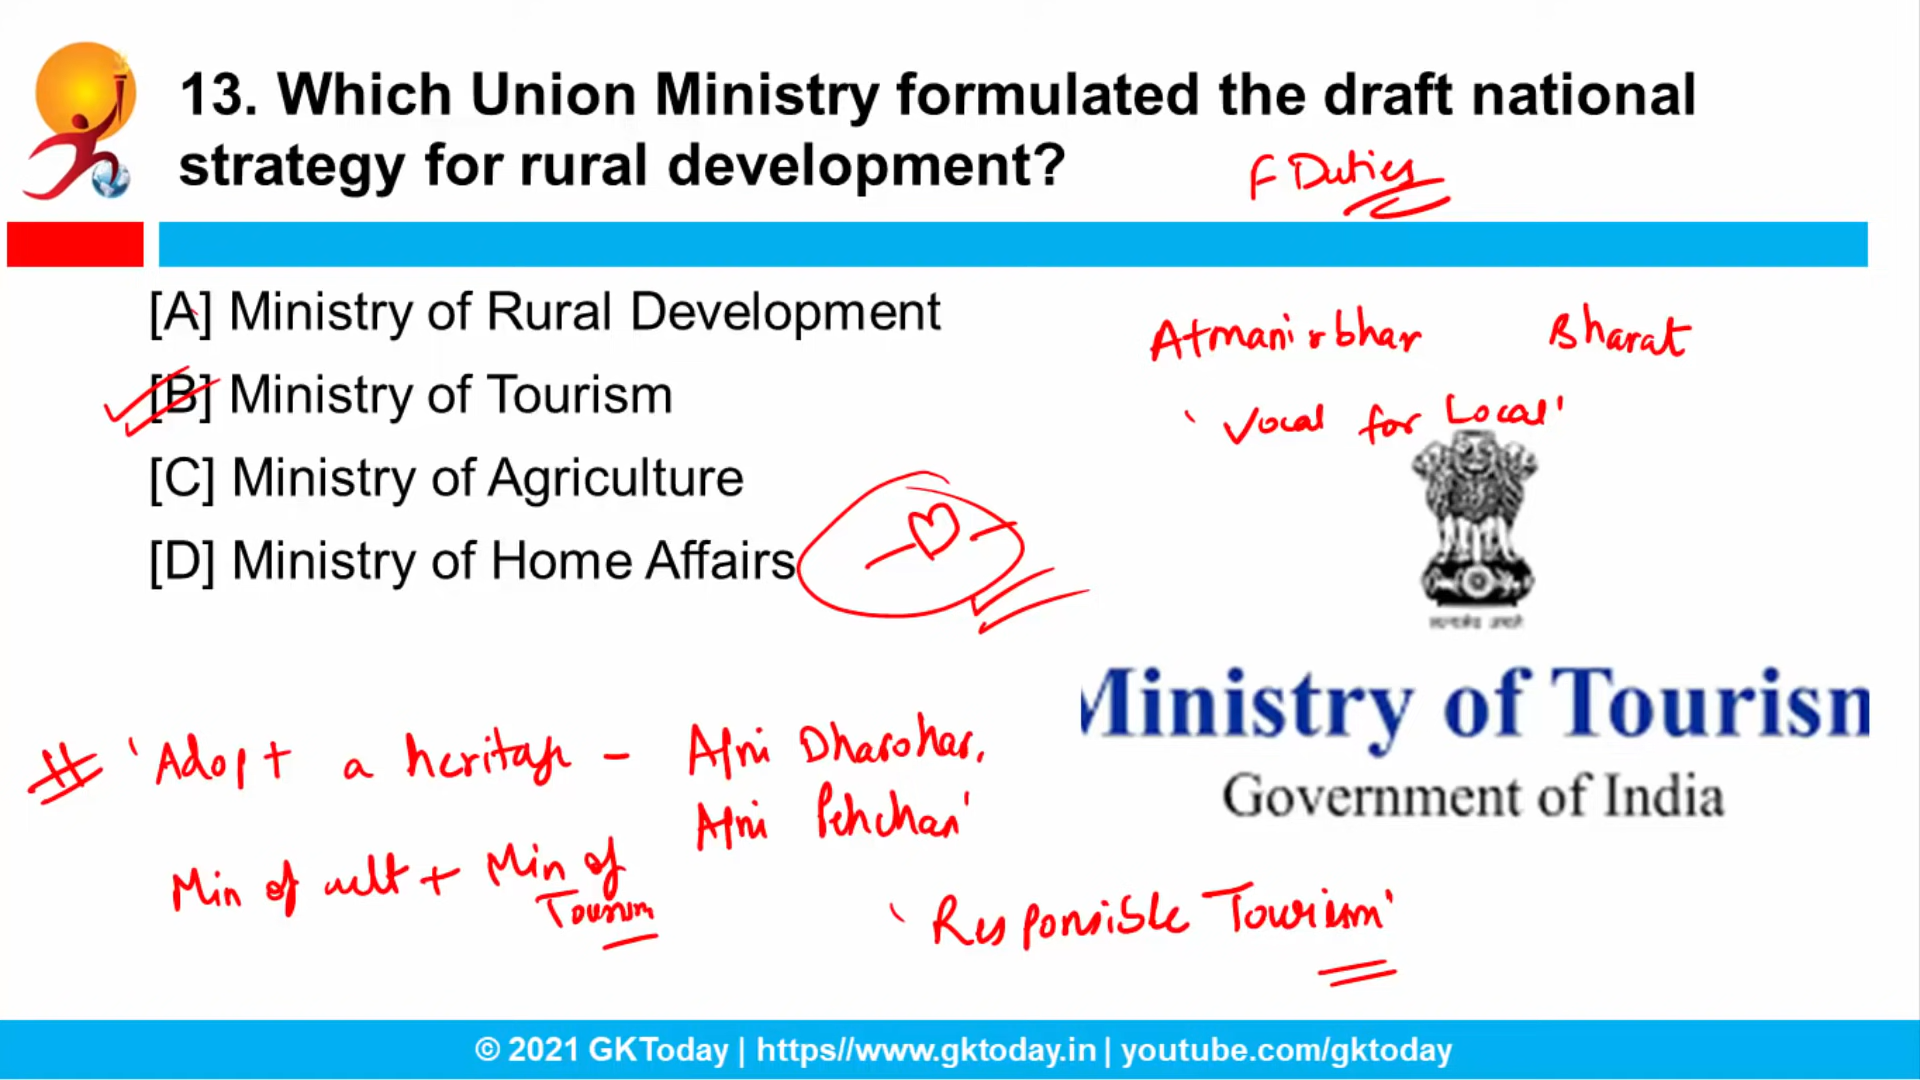 13. Which Union Ministry formulated the draft national
strategy for rural development?
F Duties
[A] Ministry of Rural Development
[B] Ministry of Tourism
[C] Ministry of Agriculture
[D] Ministry of Home Affairs
Atmanirbhar Bharat
'Vocal for Local'
Ministry of Tourism
Government of India
# 'Adopt a heritage - Apni Dharohar,
Apni Pehchan'
Min of cult + Min of
Tourism
'Responsible Tourism'
© 2021 GKToday | https//www.gktoday.in | youtube.com/gktoday